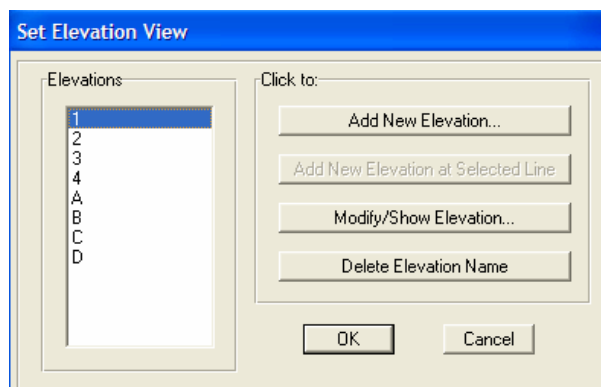 Set Elevation View
Elevations
1
2
3
4
A
B
C
D
Click to:
Add New Elevation...
Add New Elevation at Selected Line
Modify/Show Elevation...
Delete Elevation Name
OK
Cancel